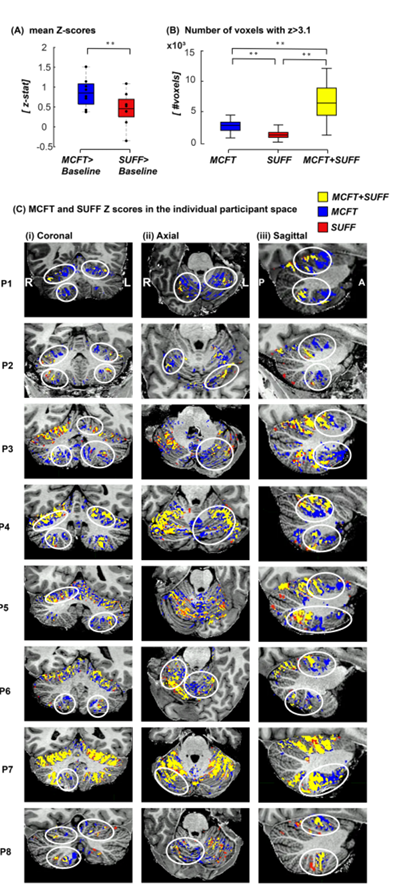 (A) mean Z-scores
**
[ z-stat]
2
1.5
1
0.5
0
-0.5
MCFT> SUFF>
Baseline Baseline
(B) Number of voxels with z>3.1
x10³
**
** **
[ #voxels]
15
10
5
0
MCFT SUFF MCFT+SUFF
MCFT+SUFF
MCFT
SUFF
(C) MCFT and SUFF Z scores in the individual participant space
(i) Coronal (ii) Axial (iii) Sagittal
P1 R L R L P A
P2
P3
P4
P5
P6
P7
P8